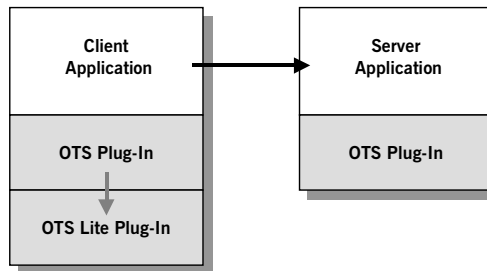 Client
Application
Server
Application
OTS Plug-In
OTS Plug-In
OTS Lite Plug-In